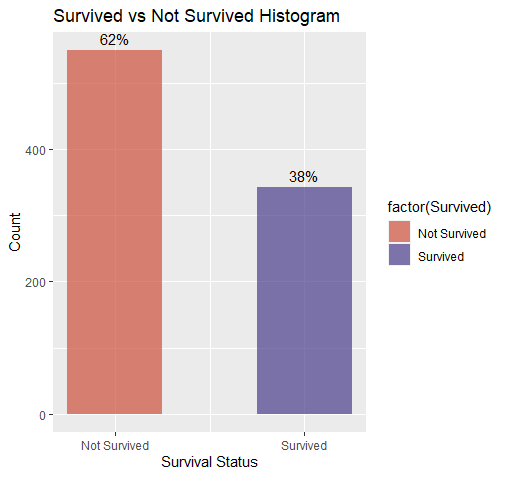 Survived vs Not Survived Histogram
62%
38%
400
200
0
Count
Not Survived
Survived
Survival Status
factor(Survived)
Not Survived
Survived